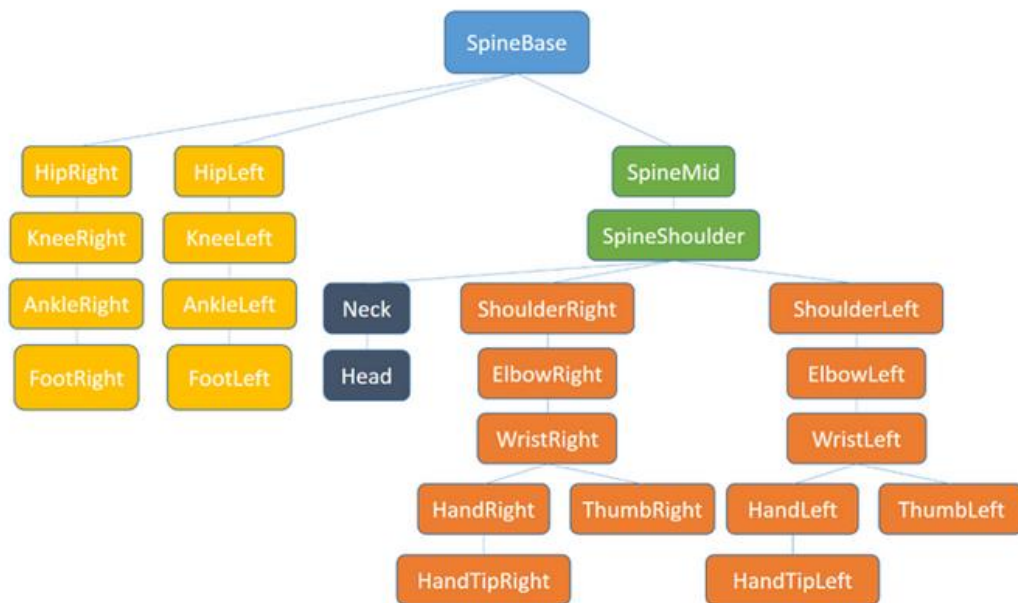 SpineBase
HipRight
HipLeft
SpineMid
KneeRight
KneeLeft
SpineShoulder
AnkleRight
AnkleLeft
Neck
ShoulderRight
ShoulderLeft
FootRight
FootLeft
Head
ElbowRight
ElbowLeft
WristRight
WristLeft
HandRight
ThumbRight
HandLeft
ThumbLeft
HandTipRight
HandTipLeft